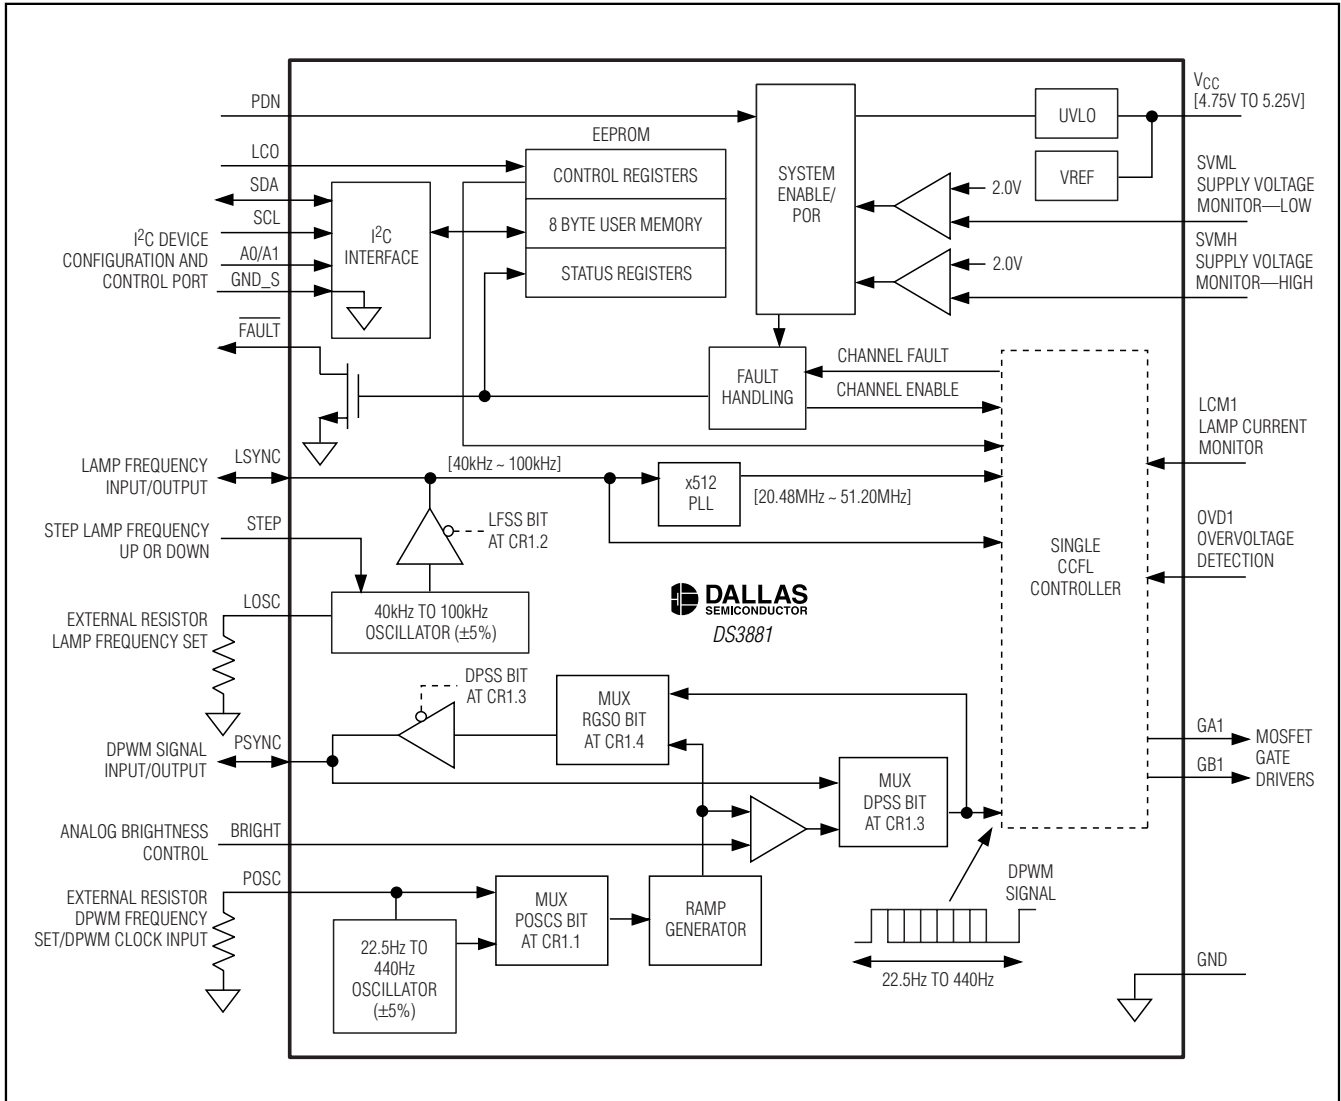 PDN
LCO
SDA
SCL
A0/A1
GND_S
I2C DEVICE
CONFIGURATION AND
CONTROL PORT
FAULT
I2C
INTERFACE
EEPROM
CONTROL REGISTERS
8 BYTE USER MEMORY
STATUS REGISTERS
SYSTEM
ENABLE/
POR
UVLO
VREF
2.0V
2.0V
VCC
[4.75V TO 5.25V]
SVML
SUPPLY VOLTAGE
MONITOR—LOW
SVMH
SUPPLY VOLTAGE
MONITOR—HIGH
FAULT
HANDLING
CHANNEL FAULT
CHANNEL ENABLE
LAMP FREQUENCY
INPUT/OUTPUT
LSYNC
[40kHz ~ 100kHz]
x512
PLL
[20.48MHz ~ 51.20MHz]
STEP LAMP FREQUENCY
UP OR DOWN
STEP
LFSS BIT
AT CR1.2
LOSC
EXTERNAL RESISTOR
LAMP FREQUENCY SET
40kHz TO 100kHz
OSCILLATOR (±5%)
DALLAS
SEMICONDUCTOR
DS3881
SINGLE
CCFL
CONTROLLER
LCM1
LAMP CURRENT
MONITOR
OVD1
OVERVOLTAGE
DETECTION
DPSS BIT
AT CR1.3
MUX
RGSO BIT
AT CR1.4
DPWM SIGNAL
INPUT/OUTPUT
PSYNC
MUX
DPSS BIT
AT CR1.3
GA1
GB1
MOSFET
GATE
DRIVERS
ANALOG BRIGHTNESS
CONTROL
BRIGHT
POSC
EXTERNAL RESISTOR
DPWM FREQUENCY
SET/DPWM CLOCK INPUT
22.5Hz TO
440Hz
OSCILLATOR
(±5%)
MUX
POSCS BIT
AT CR1.1
RAMP
GENERATOR
DPWM
SIGNAL
22.5Hz TO 440Hz
GND